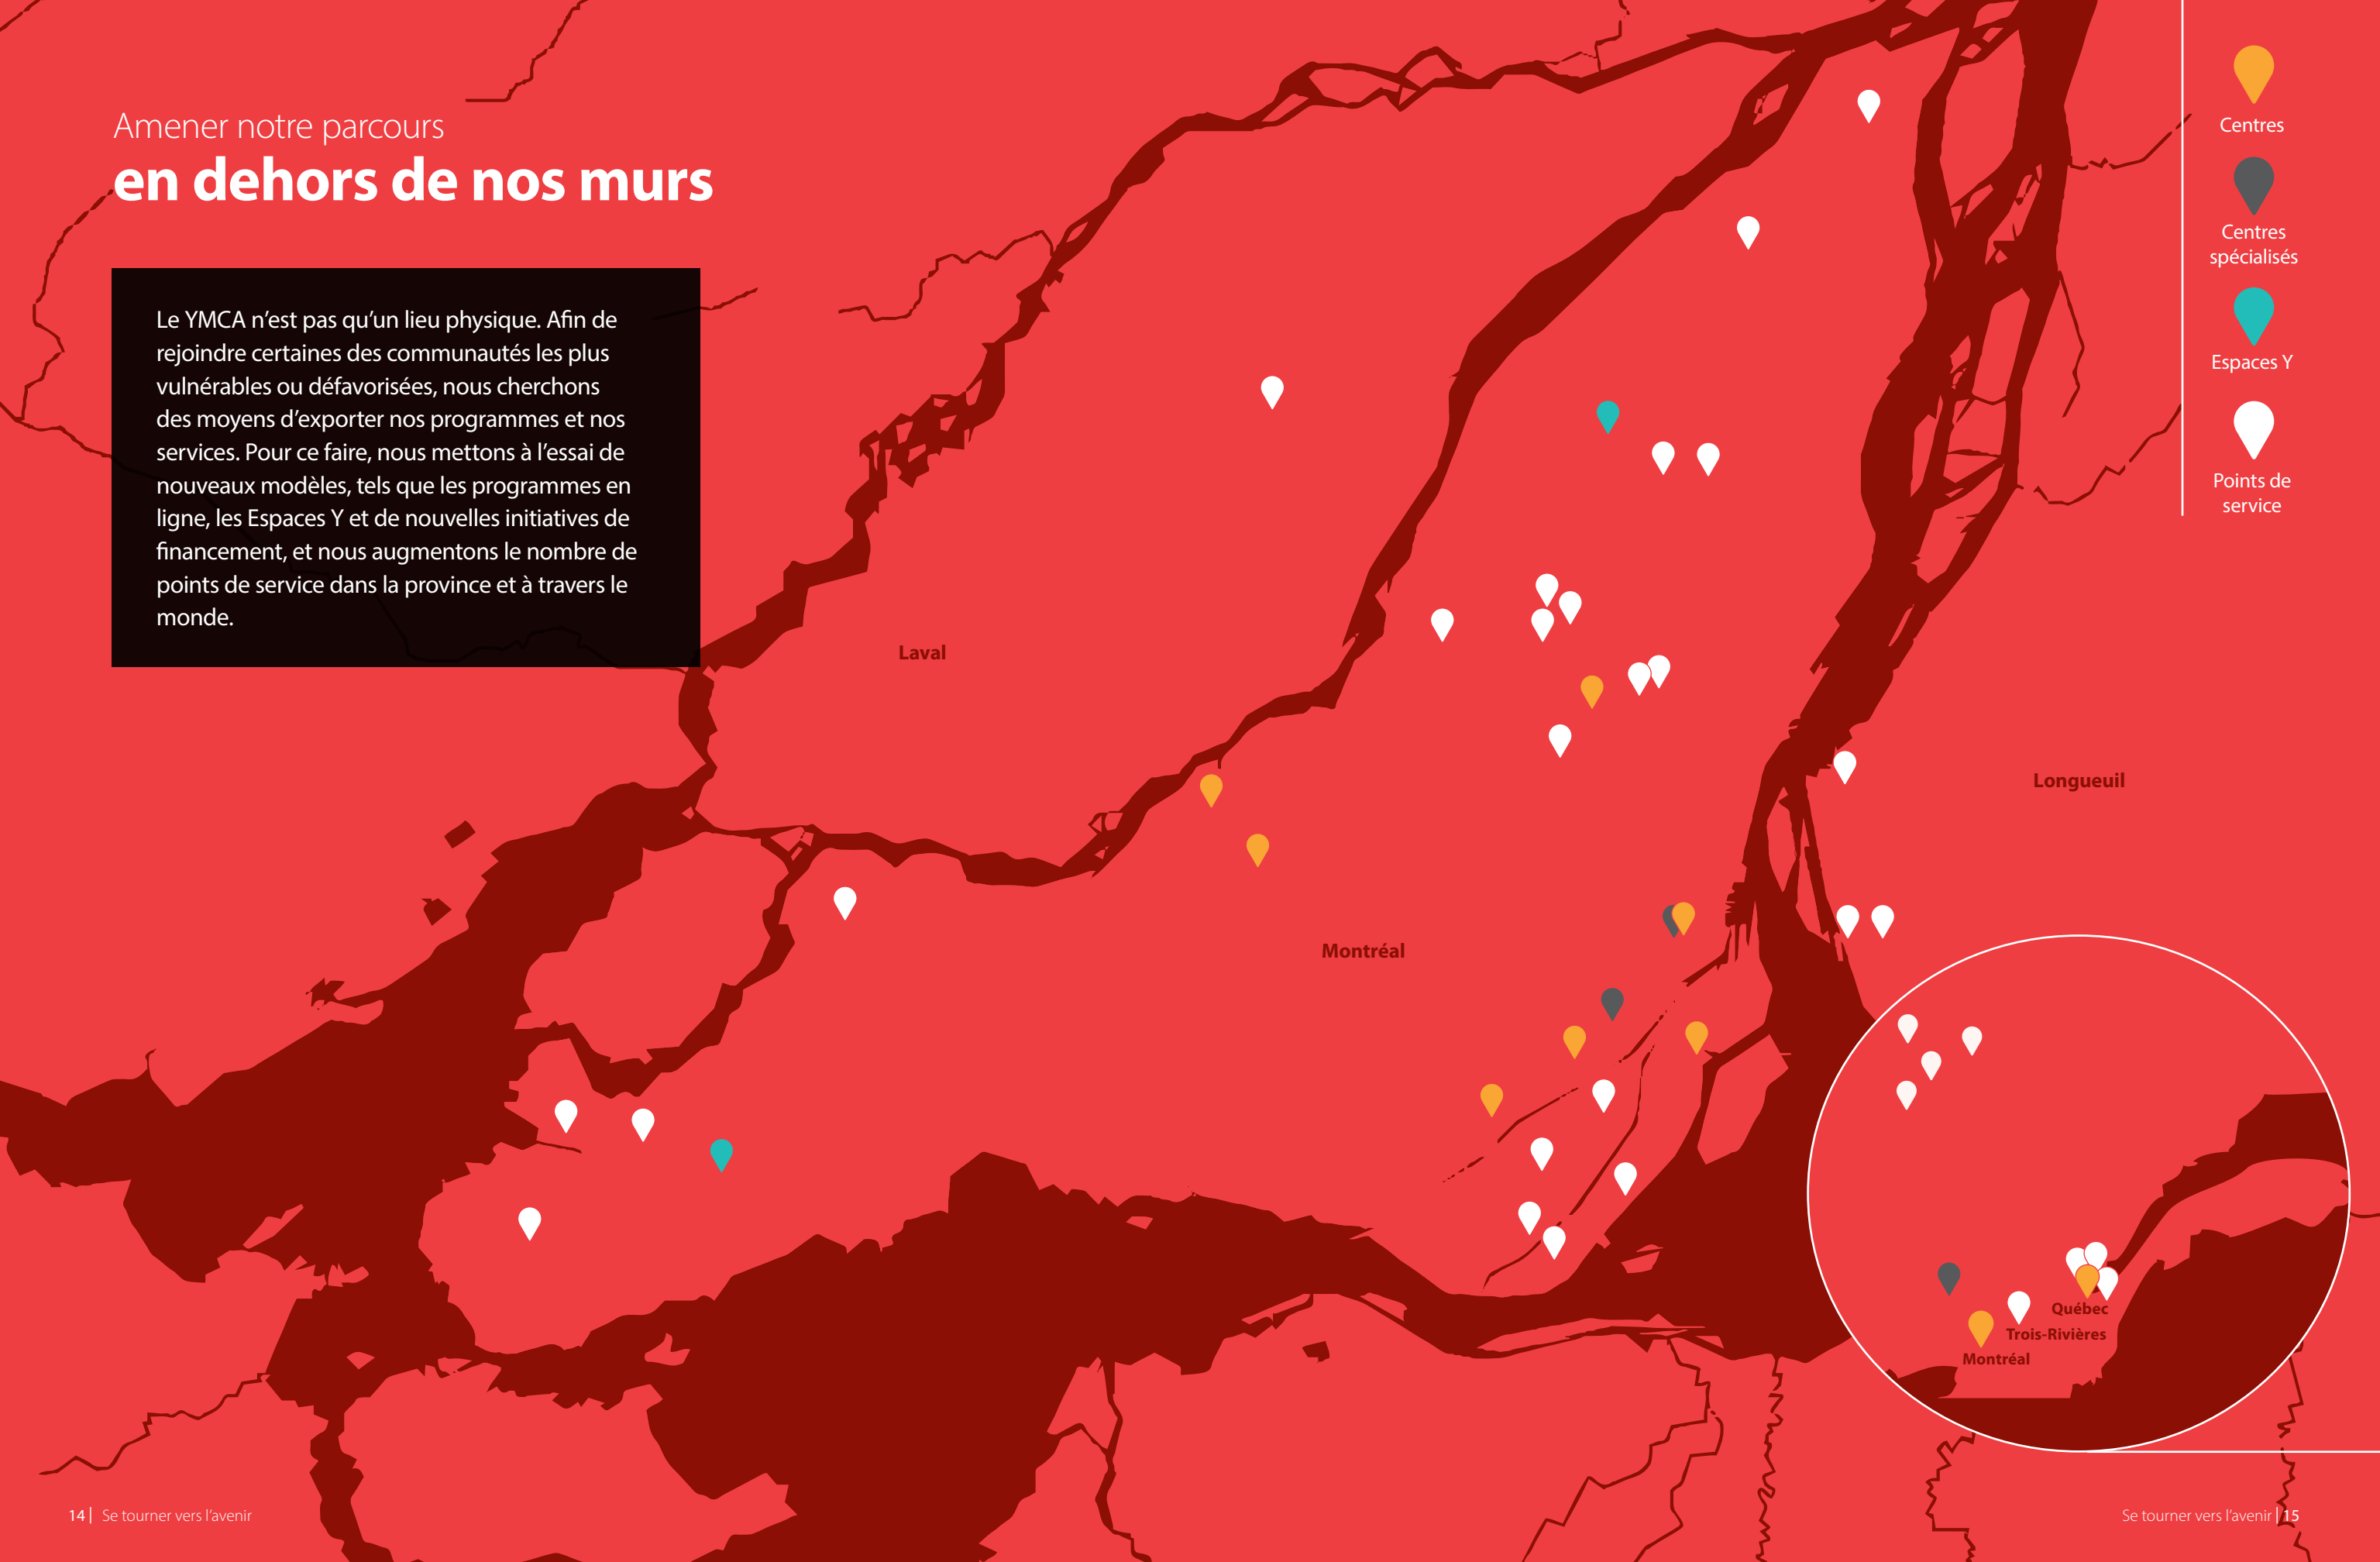 Amener notre parcours
en dehors de nos murs
Le YMCA n’est pas qu’un lieu physique. Afin de
rejoindre certaines des communautés les plus
vulnérables ou défavorisées, nous cherchons
des moyens d’exporter nos programmes et nos
services. Pour ce faire, nous mettons à l’essai de
nouveaux modèles, tels que les programmes en
ligne, les Espaces Y et de nouvelles initiatives de
financement, et nous augmentons le nombre de
points de service dans la province et à travers le
monde.
Centres
Centres
spécialisés
Espaces Y
Points de
service
Laval
Longueuil
Montréal
Québec
Trois-Rivières
Montréal
14 | Se tourner vers l’avenir
Se tourner vers l’avenir | 15